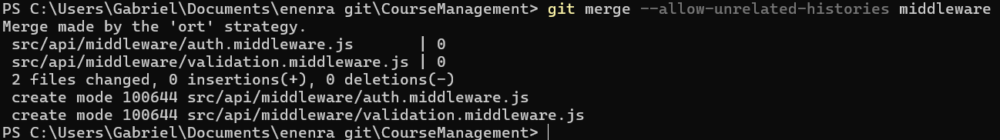 PS C:\Users\Gabriel\Documents\enenra git\CourseManagement> git merge --allow-unrelated-histories middleware
Merge made by the 'ort' strategy.
 src/api/middleware/auth.middleware.js       | 0
 src/api/middleware/validation.middleware.js | 0
 2 files changed, 0 insertions(+), 0 deletions(-)
 create mode 100644 src/api/middleware/auth.middleware.js
 create mode 100644 src/api/middleware/validation.middleware.js
PS C:\Users\Gabriel\Documents\enenra git\CourseManagement>